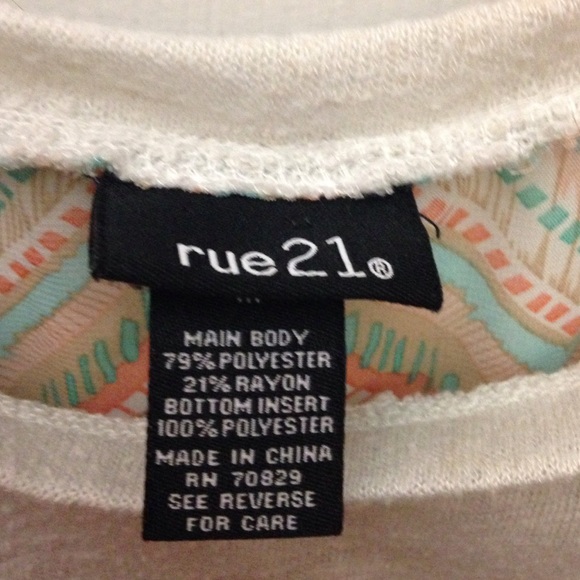 rue21®
MAIN BODY
79% POLYESTER
21% RAYON
BOTTOM INSERT
100% POLYESTER
MADE IN CHINA
RN 70829
SEE REVERSE
FOR CARE